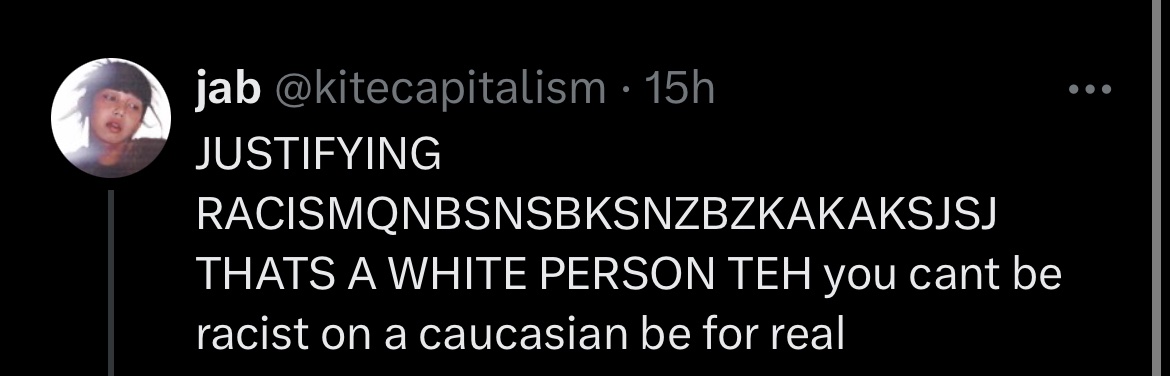 jab @kitecapitalism · 15h
JUSTIFYING
RACISMQNBSNSBKSNZBZKAKAKSJSJ
THATS A WHITE PERSON TEH you cant be
racist on a caucasian be for real